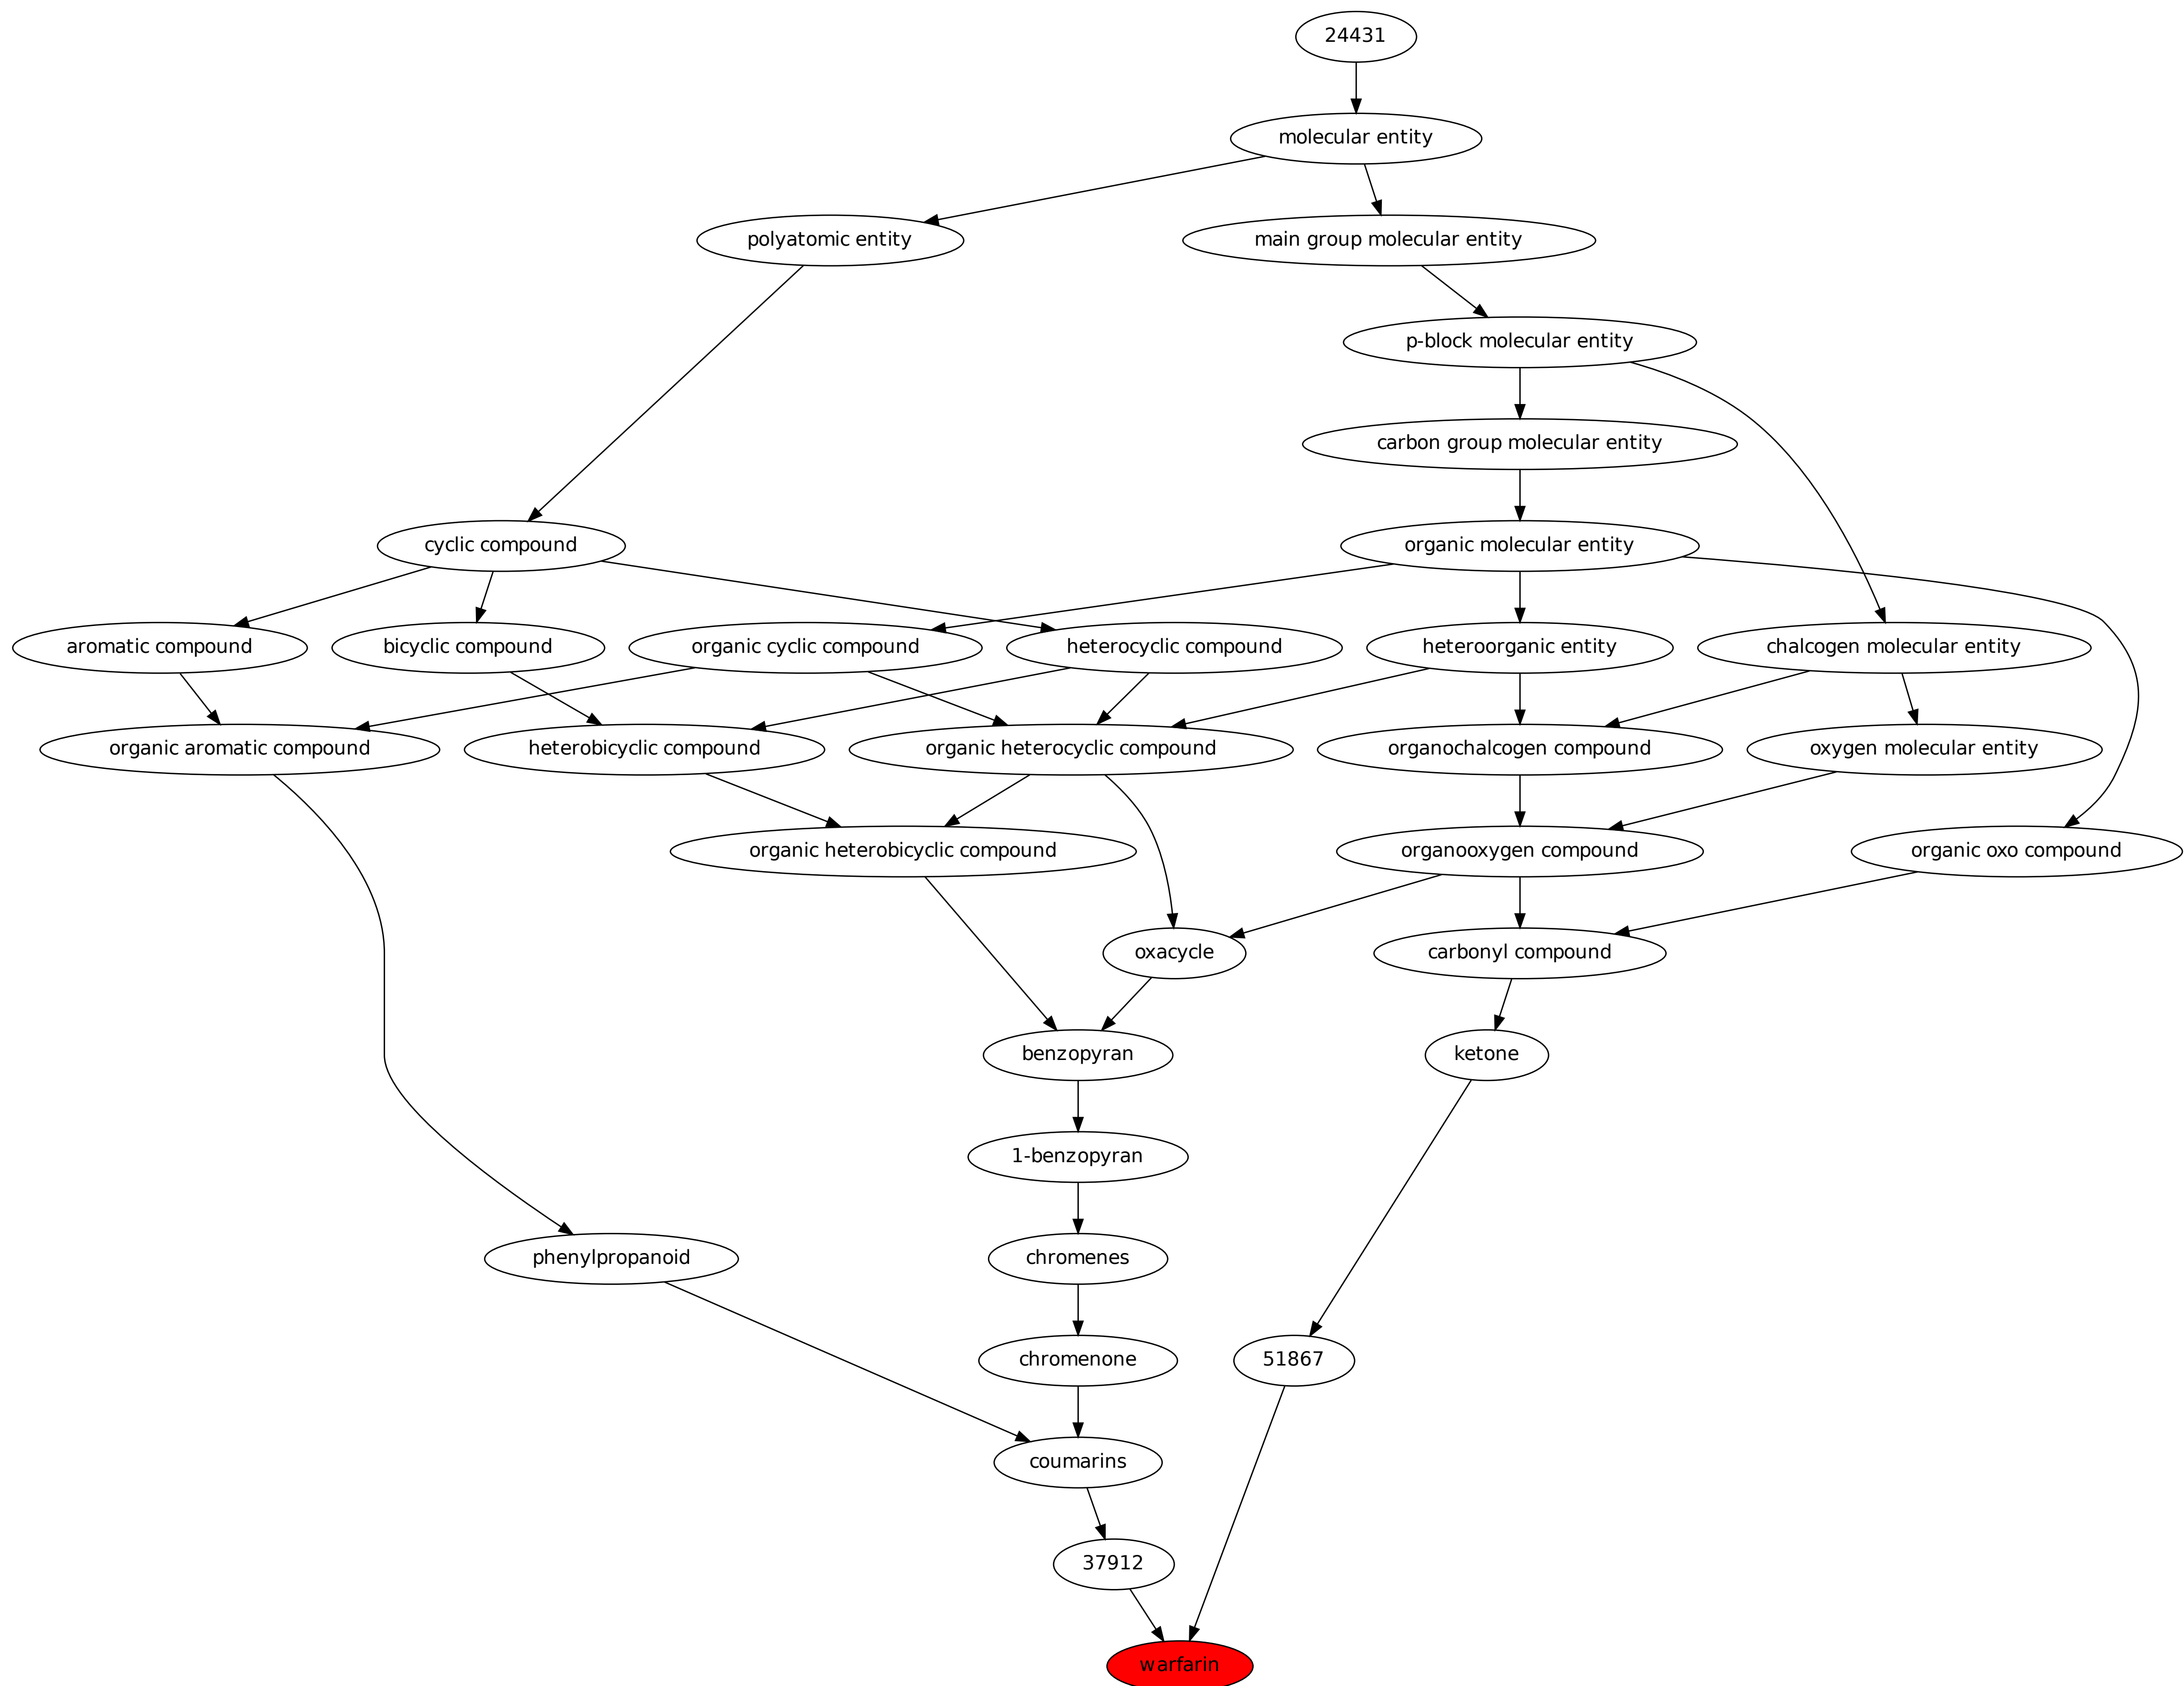 24431
molecular entity
polyatomic entity
main group molecular entity
p-block molecular entity
carbon group molecular entity
cyclic compound
organic molecular entity
aromatic compound
bicyclic compound
organic cyclic compound
heterocyclic compound
heteroorganic entity
chalcogen molecular entity
organic aromatic compound
heterobicyclic compound
organic heterocyclic compound
organochalcogen compound
oxygen molecular entity
organic heterobicyclic compound
organooxygen compound
organic oxo compound
oxacycle
carbonyl compound
benzopyran
ketone
1-benzopyran
phenylpropanoid
chromenes
chromenone
51867
coumarins
37912
warfarin